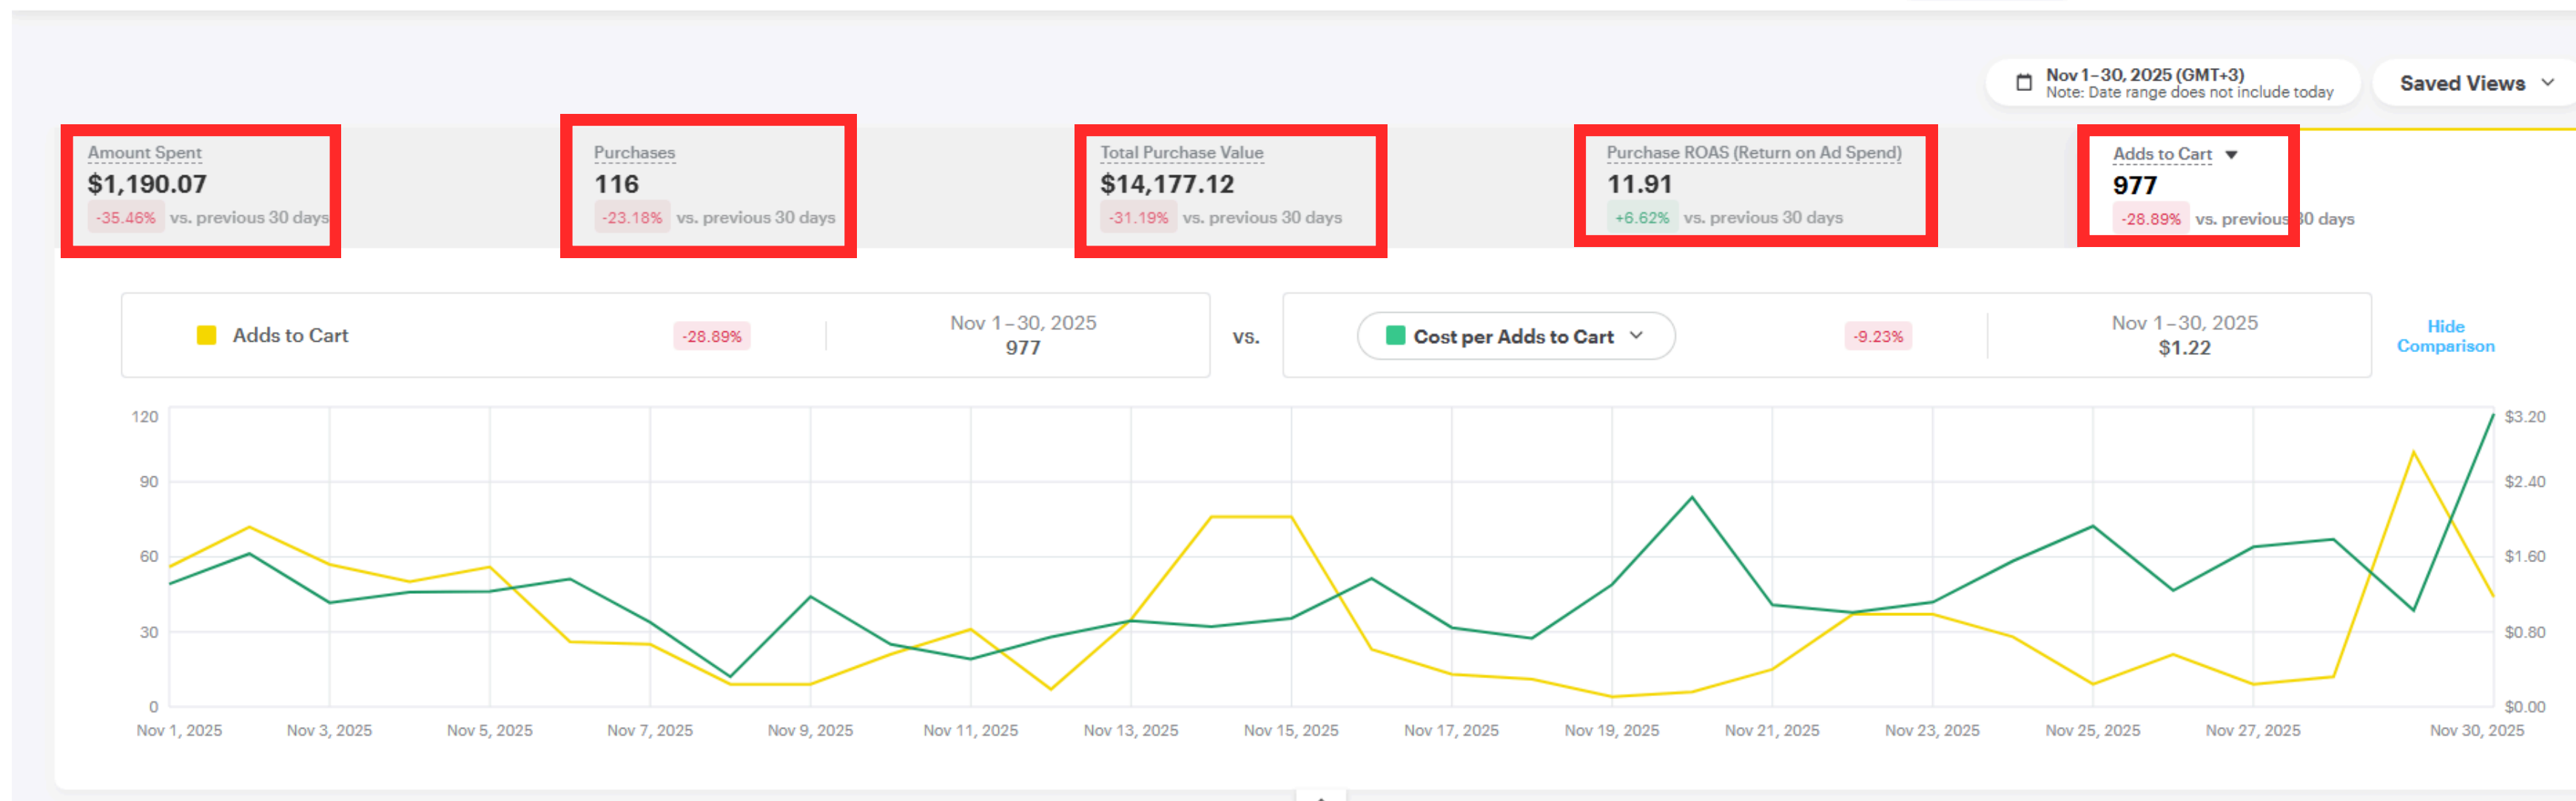 Nov 1–30, 2025 (GMT+3)
Note: Date range does not include today
Saved Views
Amount Spent
$1,190.07
-35.46% vs. previous 30 days
Purchases
116
-23.18% vs. previous 30 days
Total Purchase Value
$14,177.12
-31.19% vs. previous 30 days
Purchase ROAS (Return on Ad Spend)
11.91
+6.62% vs. previous 30 days
Adds to Cart
977
-28.89% vs. previous 30 days
Adds to Cart
-28.89%
Nov 1–30, 2025
977
vs.
Cost per Adds to Cart
-9.23%
Nov 1–30, 2025
$1.22
Hide
Comparison
120
90
60
30
0
$3.20
$2.40
$1.60
$0.80
$0.00
Nov 1, 2025
Nov 3, 2025
Nov 5, 2025
Nov 7, 2025
Nov 9, 2025
Nov 11, 2025
Nov 13, 2025
Nov 15, 2025
Nov 17, 2025
Nov 19, 2025
Nov 21, 2025
Nov 23, 2025
Nov 25, 2025
Nov 27, 2025
Nov 30, 2025